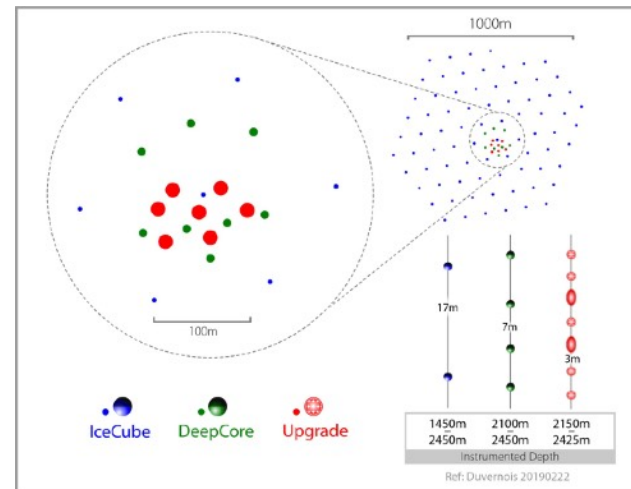 1000m
100m
17m
7m
3m
IceCube
DeepCore
Upgrade
1450m
2450m
2100m
2450m
2150m
2425m
Instrumented Depth
Ref: Duvernois 20190222